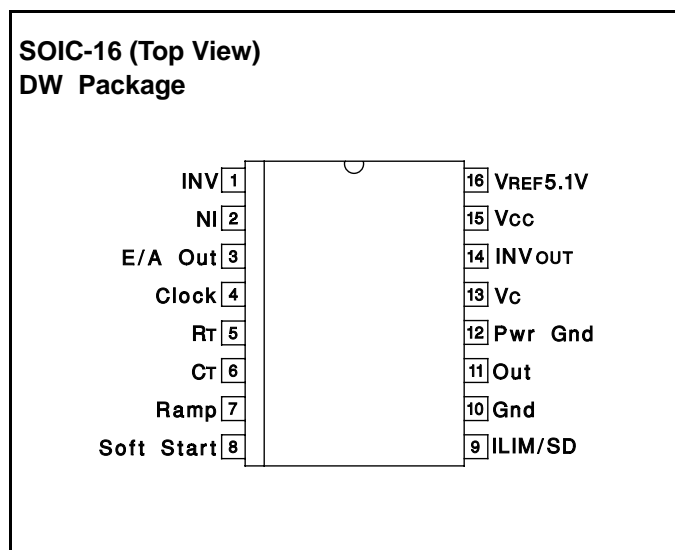 SOIC-16 (Top View)
DW Package
INV 1
NI 2
E/A Out 3
Clock 4
RT 5
CT 6
Ramp 7
Soft Start 8
16 VREF5.1V
15 VCC
14 INVOUT
13 VC
12 Pwr Gnd
11 Out
10 Gnd
9 ILIM/SD